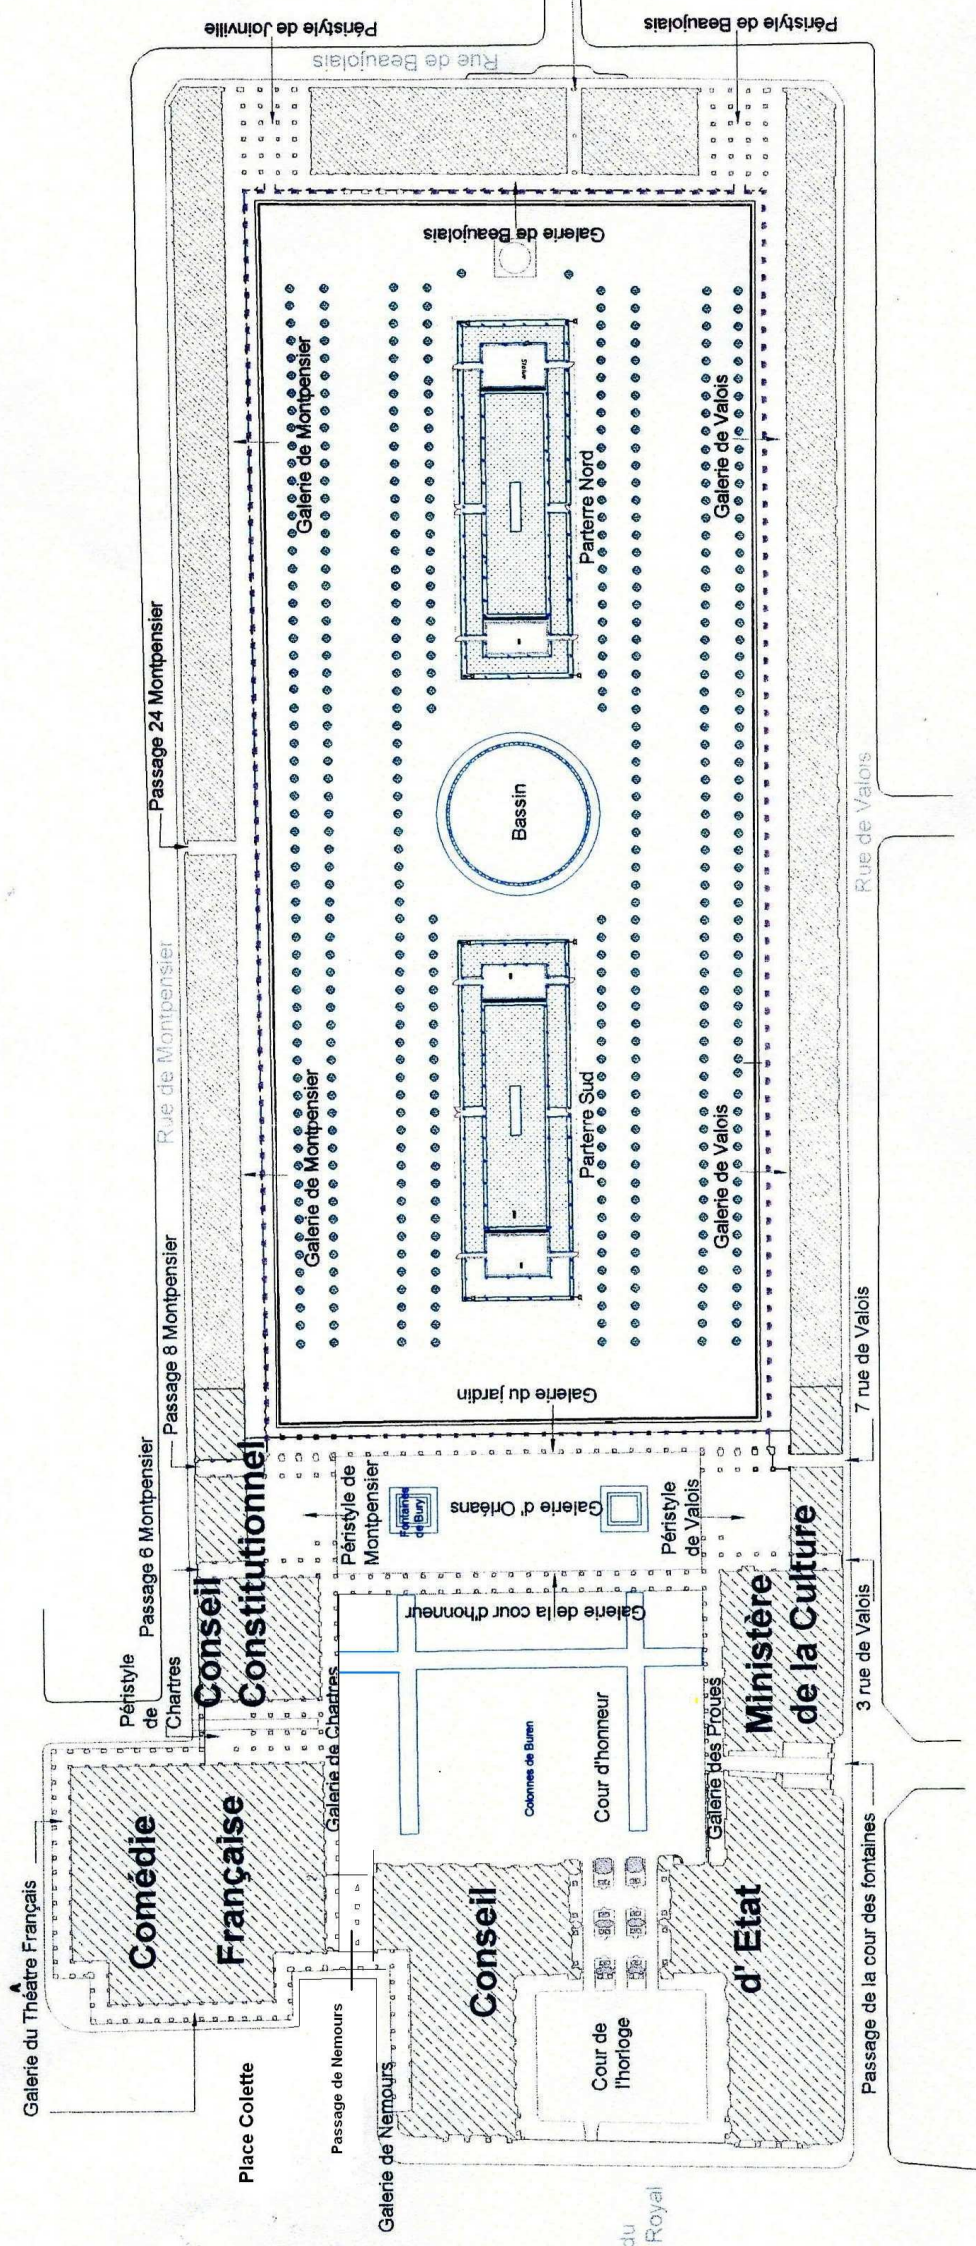 Péristyle de Joinville
Rue de Beaujolais
Péristyle de Beaujolais
Galerie de Beaujolais
Galerie de Montpensier
Galerie de Valois
Parterre Nord
Passage 24 Montpensier
Bassin
Rue de Valois
Rue de Montpensier
Galerie de Montpensier
Parterre Sud
Galerie de Valois
Passage 8 Montpensier
7 rue de Valois
Galerie du jardin
Passage 6 Montpensier
Conseil
Constitutionnel
Péristyle de
Montpensier
Fontaines
de Bury
Galerie d' Orléans
Péristyle
de Valois
Galerie de la cour d'honneur
Ministère
de la Culture
3 rue de Valois
Péristyle
de
Chartres
Galerie de Chartres
Colonnes de Buren
Cour d'honneur
Galerie des Proues
Passage de la cour des fontaines
Comédie
Française
Galerie du Théatre Français
Conseil
d' Etat
Cour de
l'horloge
Place Colette
Passage de Nemours
Galerie de Nemours
du
Royal